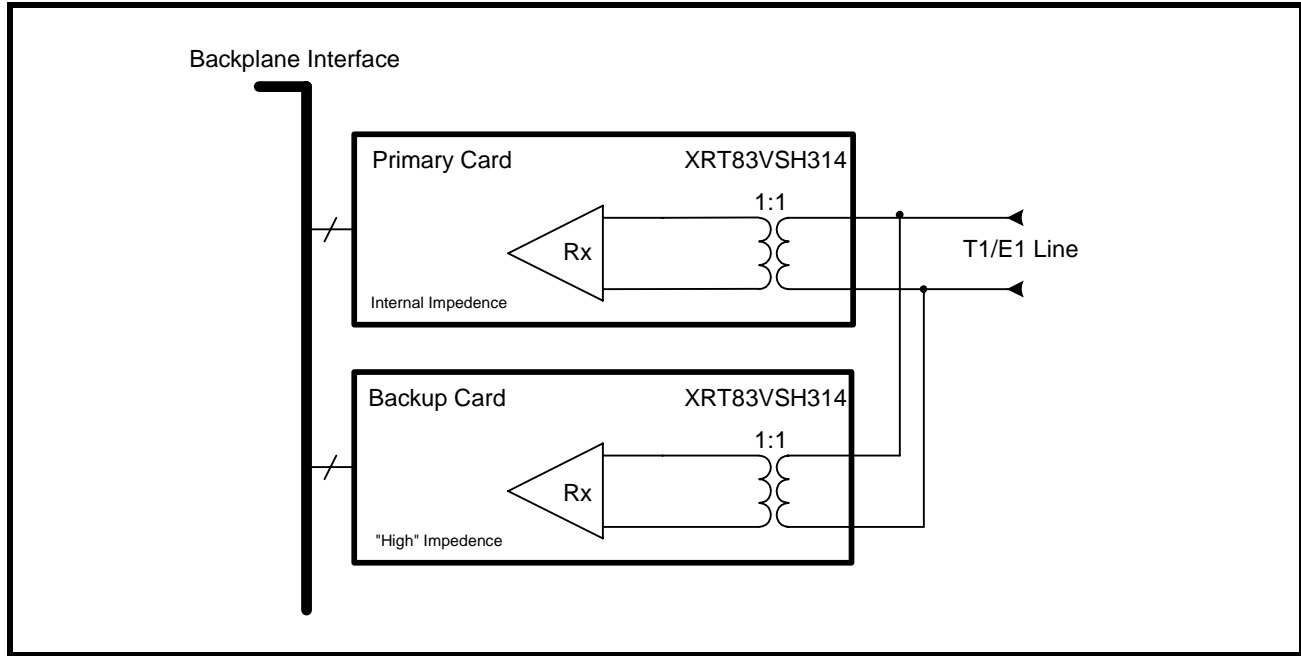 Backplane Interface
Primary Card XRT83VSH314
1:1
Rx
T1/E1 Line
Internal Impedence
Backup Card XRT83VSH314
1:1
Rx
"High" Impedence